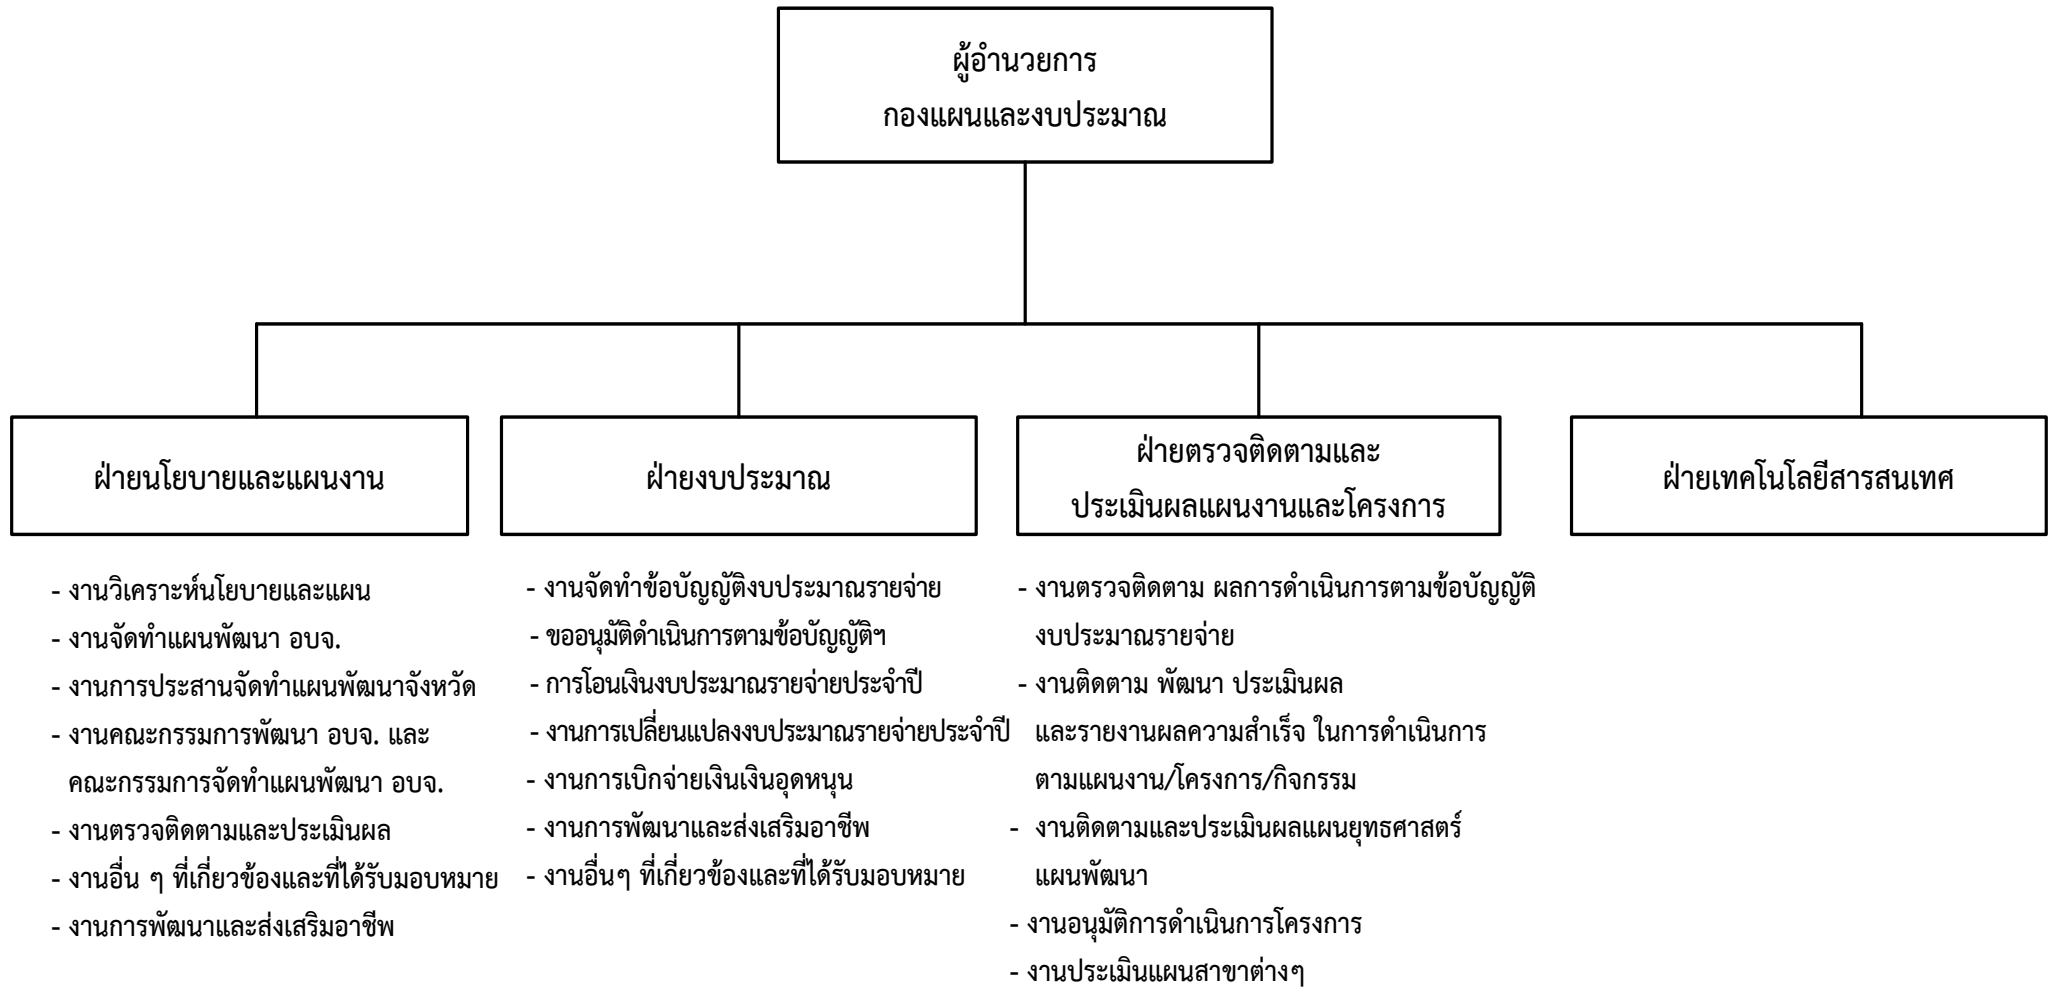 ผู้อำนวยการ
กองแผนและงบประมาณ
ฝ่ายนโยบายและแผนงาน
ฝ่ายงบประมาณ
ฝ่ายตรวจติดตามและ
ประเมินผลแผนงานและโครงการ
ฝ่ายเทคโนโลยีสารสนเทศ
- งานวิเคราะห์นโยบายและแผน
- งานจัดทำแผนพัฒนา อบจ.
- งานการประสานจัดทำแผนพัฒนาจังหวัด
- งานคณะกรรมการพัฒนา อบจ. และ
คณะกรรมการจัดทำแผนพัฒนา อบจ.
- งานตรวจติดตามและประเมินผล
- งานอื่น ๆ ที่เกี่ยวข้องและที่ได้รับมอบหมาย
- งานการพัฒนาและส่งเสริมอาชีพ
- งานจัดทำข้อบัญญัติงบประมาณรายจ่าย
- ขออนุมัติดำเนินการตามข้อบัญญัติฯ
- การโอนเงินงบประมาณรายจ่ายประจำปี
- งานการเปลี่ยนแปลงงบประมาณรายจ่ายประจำปี
- งานการเบิกจ่ายเงินเงินอุดหนุน
- งานการพัฒนาและส่งเสริมอาชีพ
- งานอื่นๆ ที่เกี่ยวข้องและที่ได้รับมอบหมาย
- งานตรวจติดตาม ผลการดำเนินการตามข้อบัญญัติ
งบประมาณรายจ่าย
- งานติดตาม พัฒนา ประเมินผล
และรายงานผลความสำเร็จ ในการดำเนินการ
ตามแผนงาน/โครงการ/กิจกรรม
- งานติดตามและประเมินผลแผนยุทธศาสตร์
แผนพัฒนา
- งานอนุมัติการดำเนินการโครงการ
- งานประเมินแผนสาขาต่างๆ